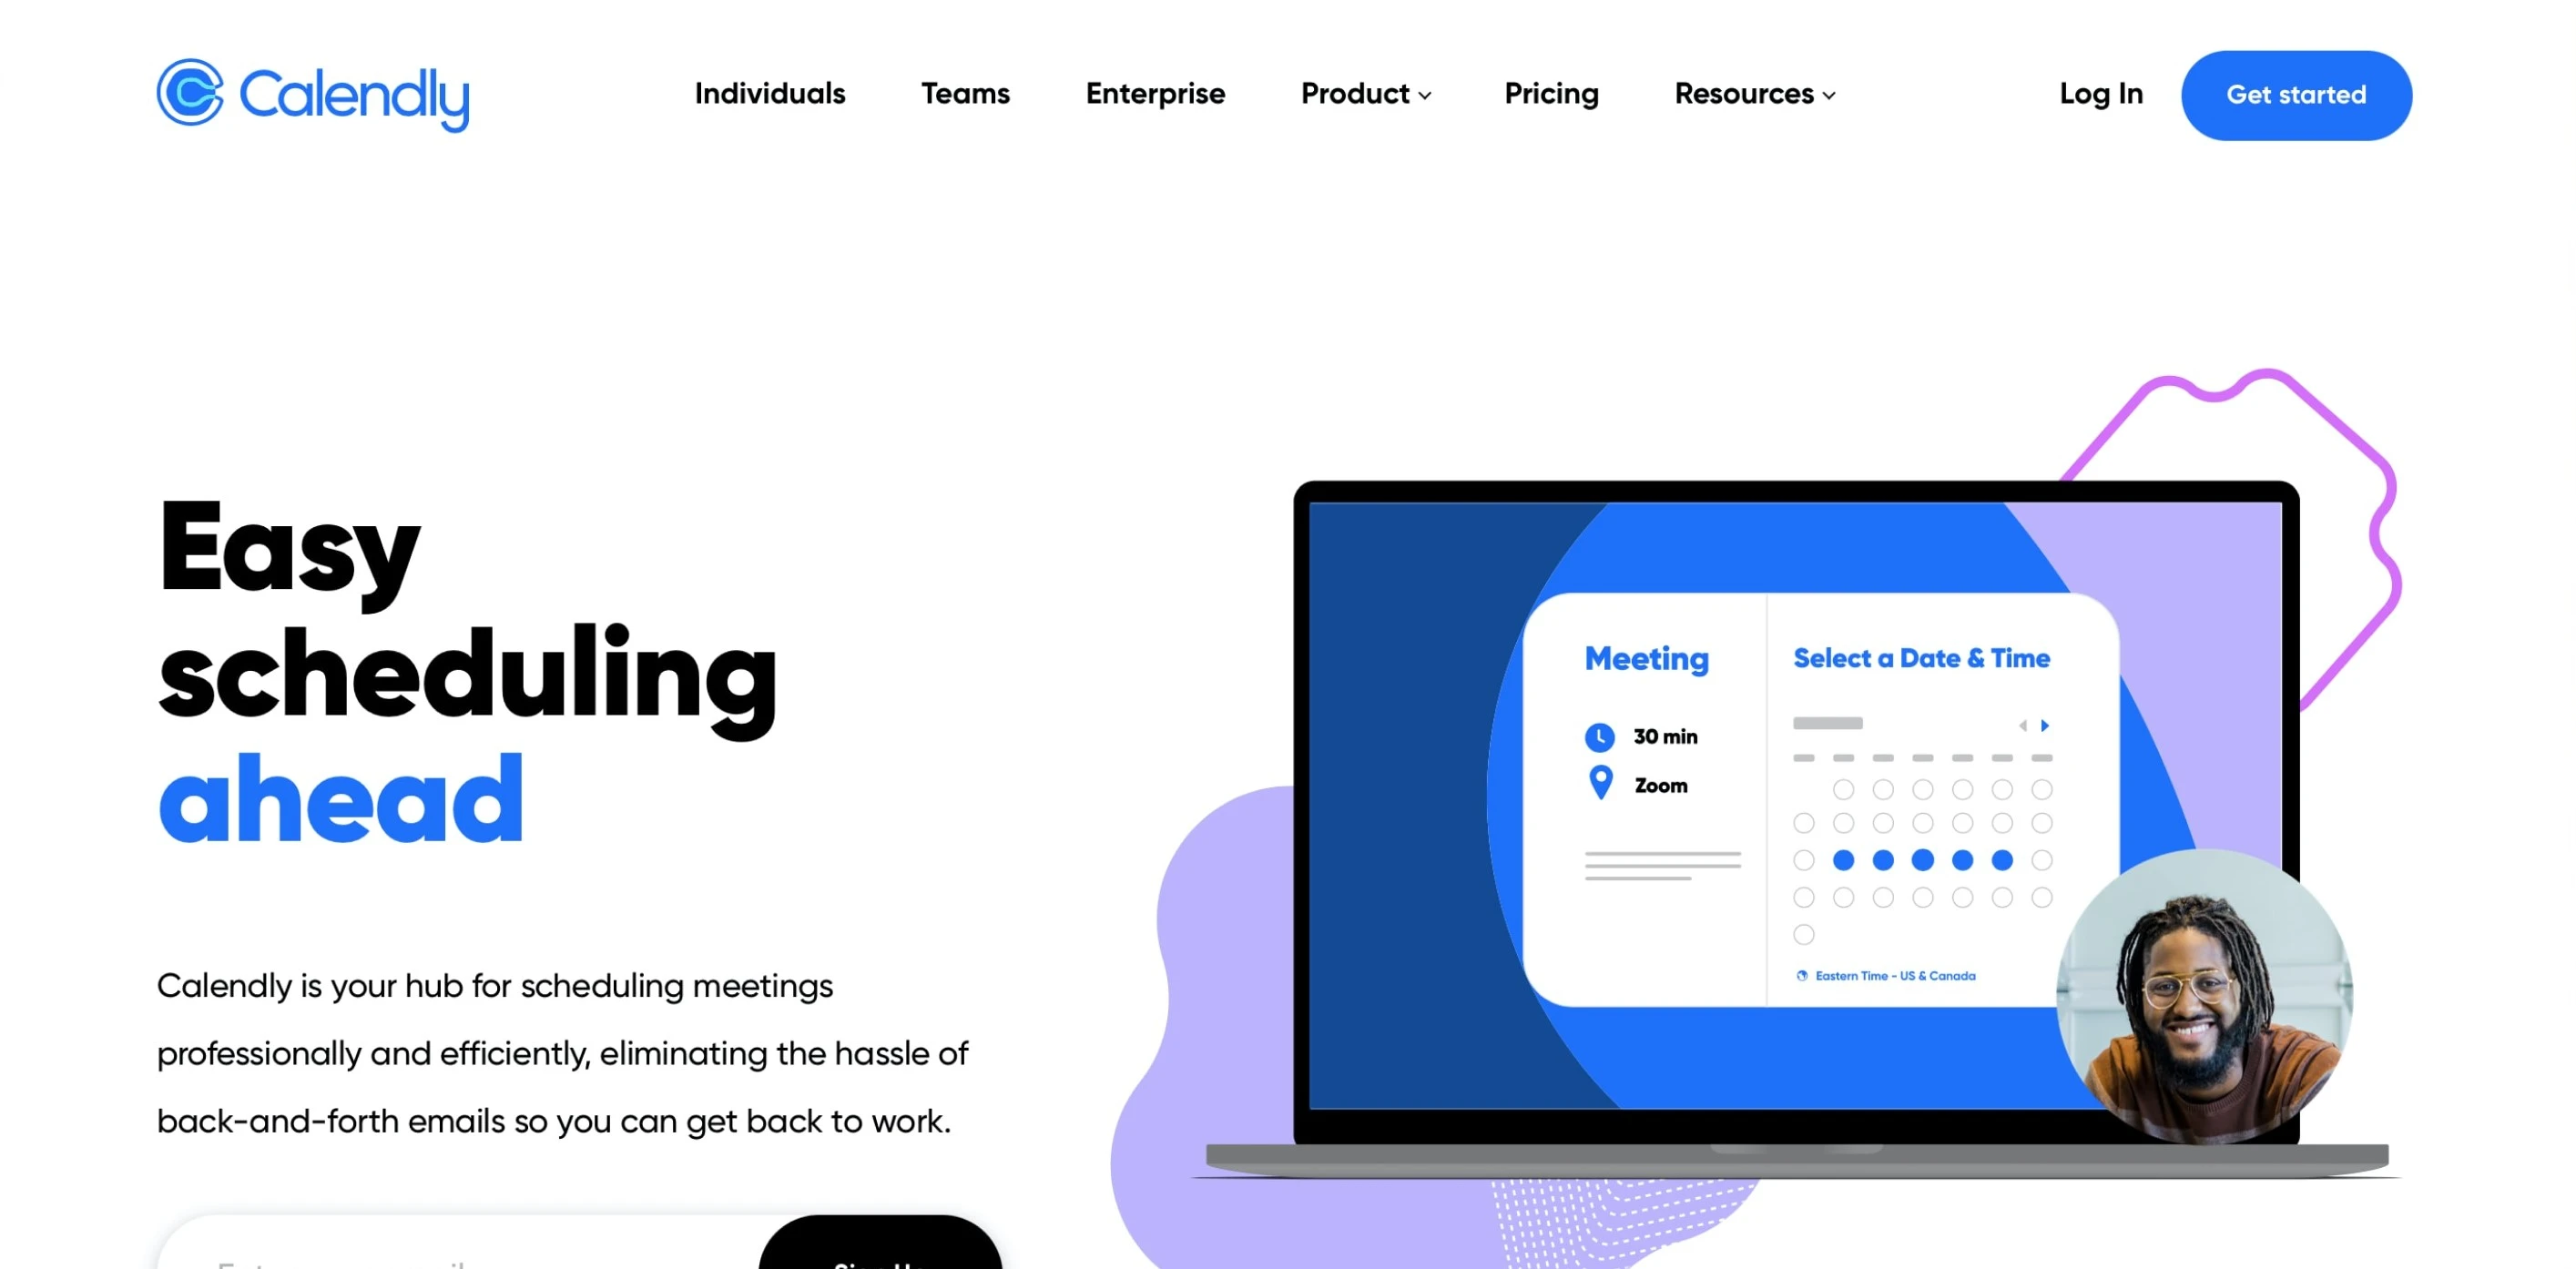 Calendly
Individuals Teams Enterprise Product Pricing Resources Log In Get started
Easy
scheduling
ahead
Calendly is your hub for scheduling meetings
professionally and efficiently, eliminating the hassle of
back-and-forth emails so you can get back to work.
Meeting
30 min
Zoom
Select a Date & Time
Eastern Time - US & Canada